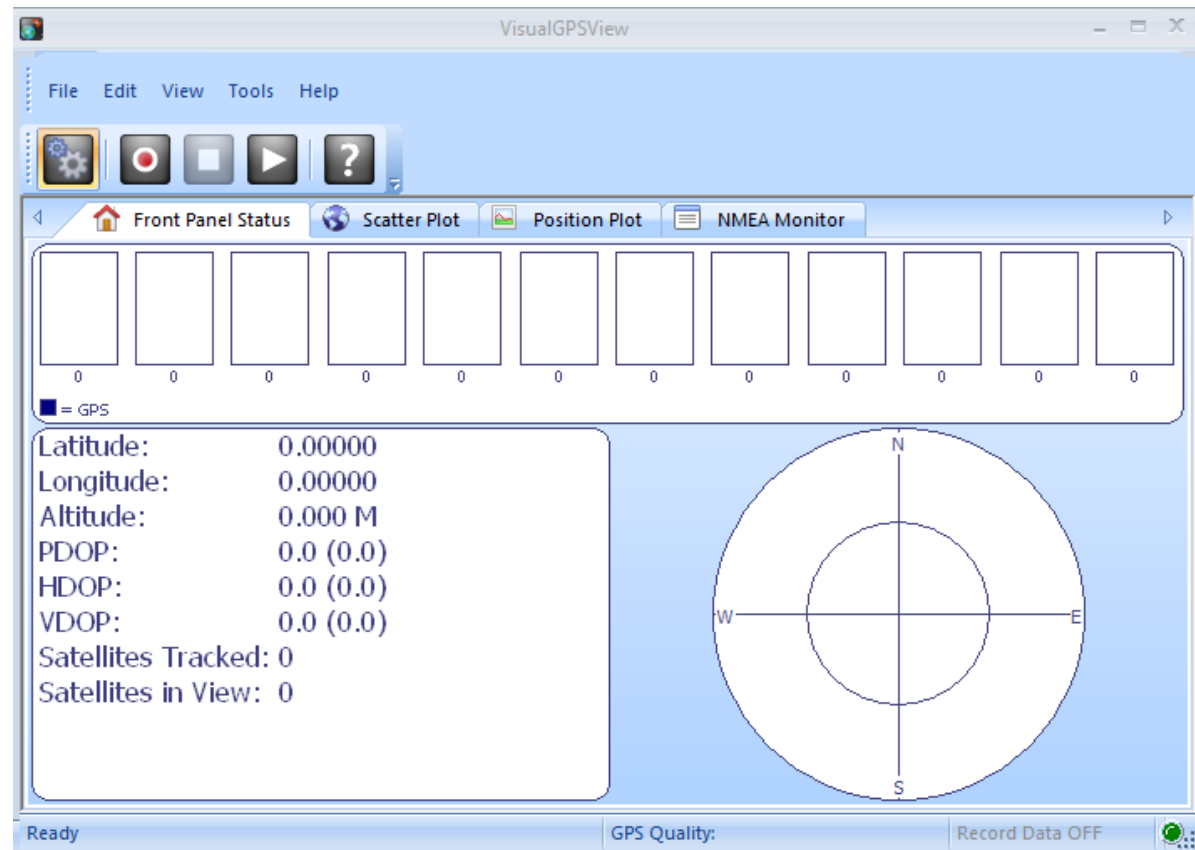 VisualGPSView
File Edit View Tools Help
?
Front Panel Status Scatter Plot Position Plot NMEA Monitor
0 0 0 0 0 0 0 0 0 0 0 0
= GPS
Latitude: 0.00000
Longitude: 0.00000
Altitude: 0.000 M
PDOP: 0.0 (0.0)
HDOP: 0.0 (0.0)
VDOP: 0.0 (0.0)
Satellites Tracked: 0
Satellites in View: 0
N
W E
S
Ready GPS Quality: Record Data OFF